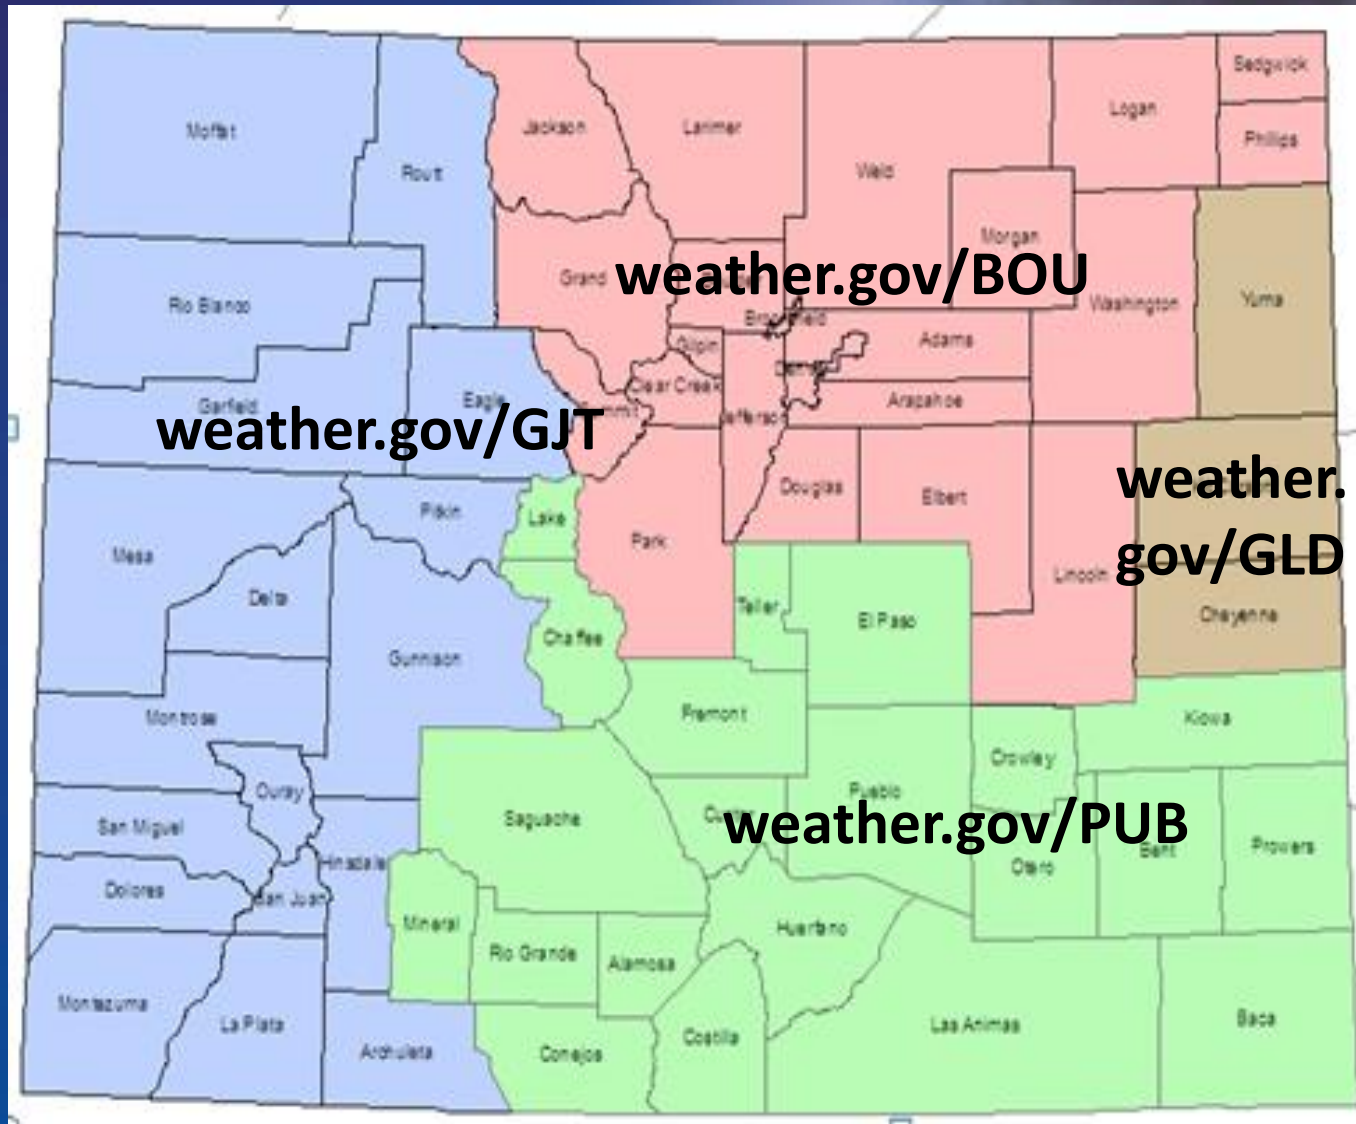 Sedgwick
Moffat
Jackson
Larimer
Logan
Phillips
Routt
Weld
Morgan
weather.gov/BOU
Grand
Rio Blanco
Washington
Yuma
Broomfield
Gilpin
Adams
Clear Creek
Eagle
Arapahoe
Garfield
Jefferson
weather.gov/GJT
weather.
gov/GLD
Pitkin
Lake
Douglas
Elbert
Park
Mesa
Lincoln
Delta
Teller
El Paso
Cheyenne
Chaffee
Gunnison
Montrose
Fremont
Kiowa
Crowley
Ouray
Pueblo
Saguache
weather.gov/PUB
San Miguel
Bent
Prowers
Hinsdale
Otero
Dolores
San Juan
Mineral
Huerfano
Rio Grande
Alamosa
Montezuma
La Plata
Las Animas
Baca
Costilla
Archuleta
Conejos